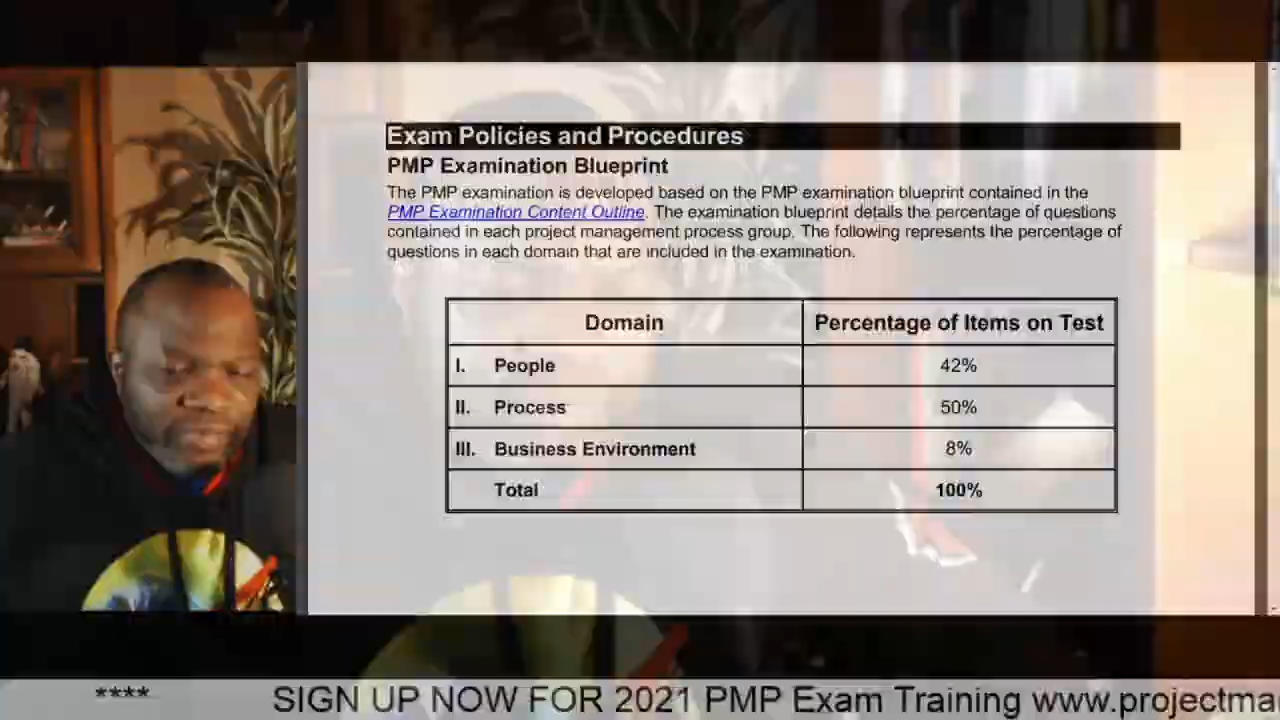 Exam Policies and Procedures
PMP Examination Blueprint
The PMP examination is developed based on the PMP examination blueprint contained in the
PMP Examination Content Outline. The examination blueprint details the percentage of questions
contained in each project management process group. The following represents the percentage of
questions in each domain that are included in the examination.
Domain Percentage of Items on Test
I. People 42%
II. Process 50%
III. Business Environment 8%
Total 100%
**** SIGN UP NOW FOR 2021 PMP Exam Training www.projectma